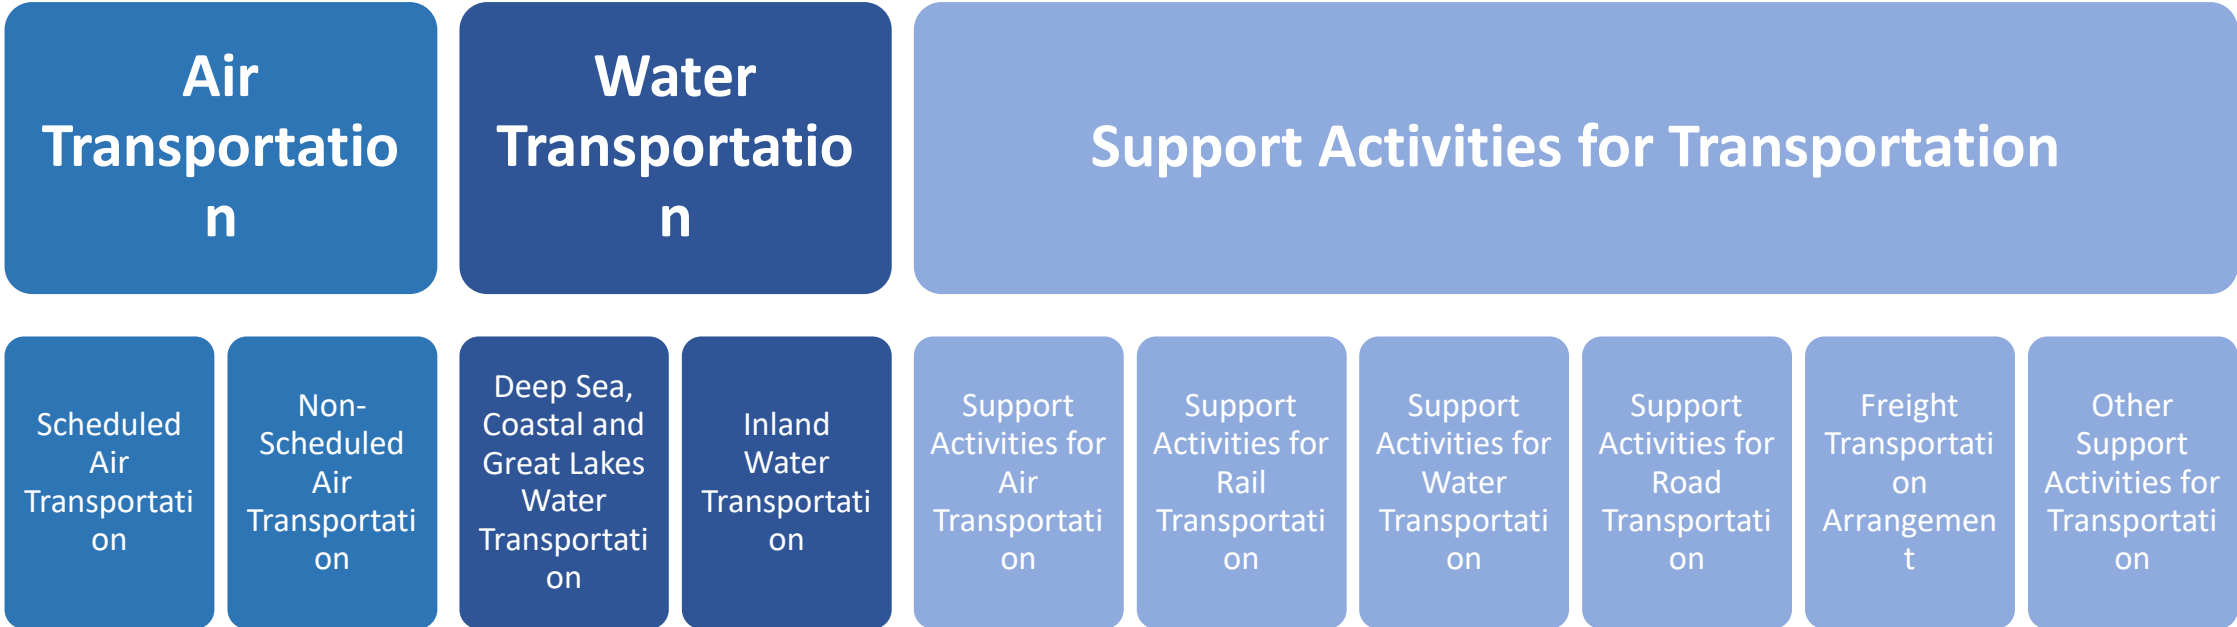 Air
Transportatio
n
Water
Transportatio
n
Support Activities for Transportation
Scheduled
Air
Transportati
on
Non-
Scheduled
Air
Transportati
on
Deep Sea,
Coastal and
Great Lakes
Water
Transportati
on
Inland
Water
Transportati
on
Support
Activities for
Air
Transportati
on
Support
Activities for
Rail
Transportati
on
Support
Activities for
Water
Transportati
on
Support
Activities for
Road
Transportati
on
Freight
Transportati
on
Arrangemen
t
Other
Support
Activities for
Transportati
on